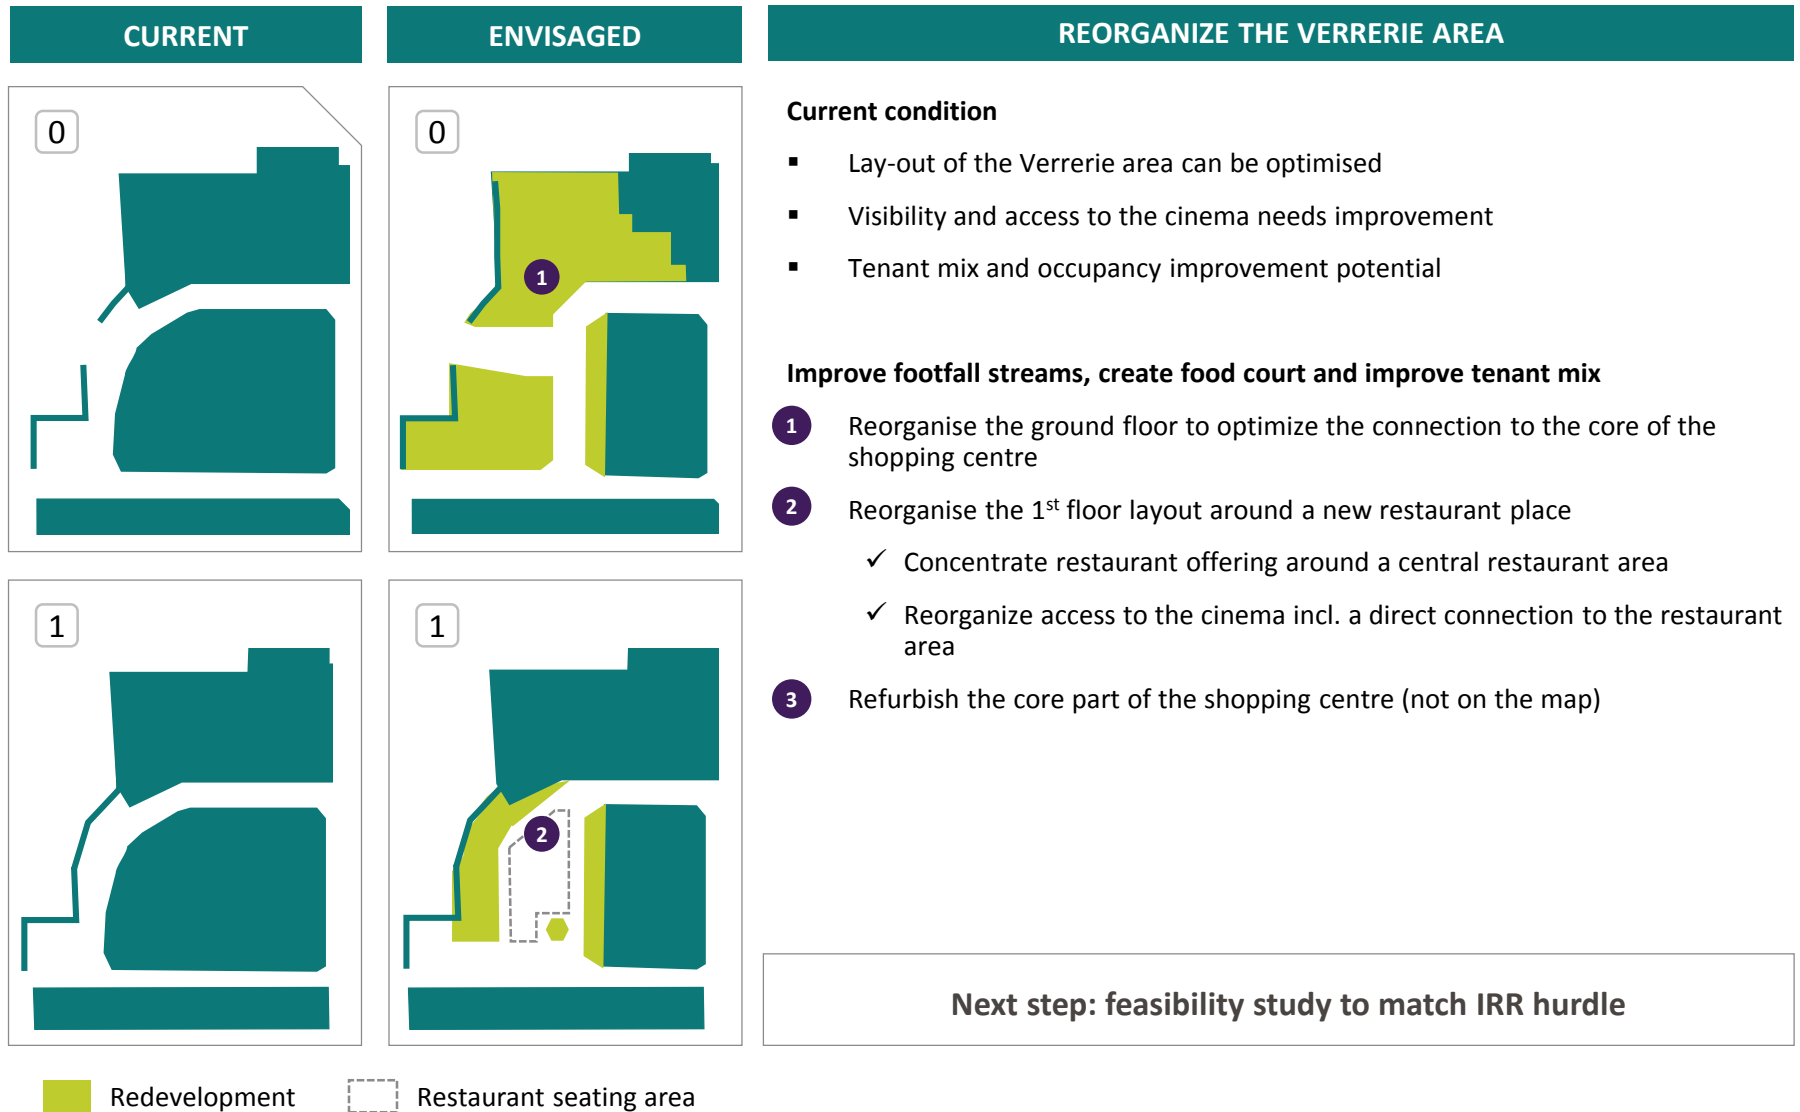 CURRENT
ENVISAGED
REORGANIZE THE VERRERIE AREA
0
0
1
1
1
2
Redevelopment
Restaurant seating area
Current condition
▪ Lay-out of the Verrerie area can be optimised
▪ Visibility and access to the cinema needs improvement
▪ Tenant mix and occupancy improvement potential
Improve footfall streams, create food court and improve tenant mix
1 Reorganise the ground floor to optimize the connection to the core of the
shopping centre
2 Reorganise the 1st floor layout around a new restaurant place
✓ Concentrate restaurant offering around a central restaurant area
✓ Reorganize access to the cinema incl. a direct connection to the restaurant
area
3 Refurbish the core part of the shopping centre (not on the map)
Next step: feasibility study to match IRR hurdle